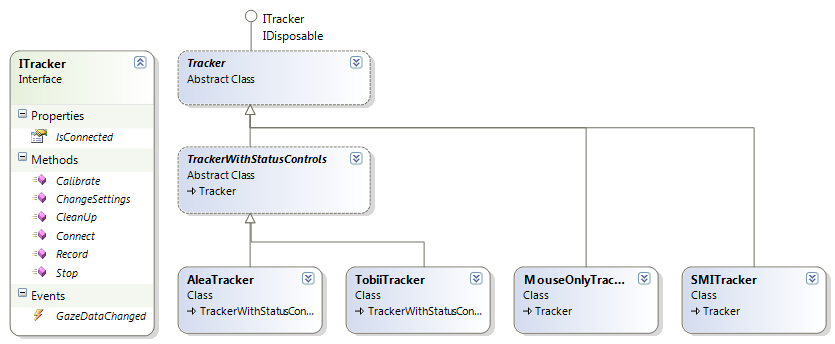 ITracker
IDisposable
ITracker
Interface
Properties
IsConnected
Methods
Calibrate
ChangeSettings
CleanUp
Connect
Record
Stop
Events
GazeDataChanged
Tracker
Abstract Class
TrackerWithStatusControls
Abstract Class
Tracker
AleaTracker
Class
TrackerWithStatusCon...
TobiiTracker
Class
TrackerWithStatusCon...
MouseOnlyTrac...
Class
Tracker
SMITracker
Class
Tracker